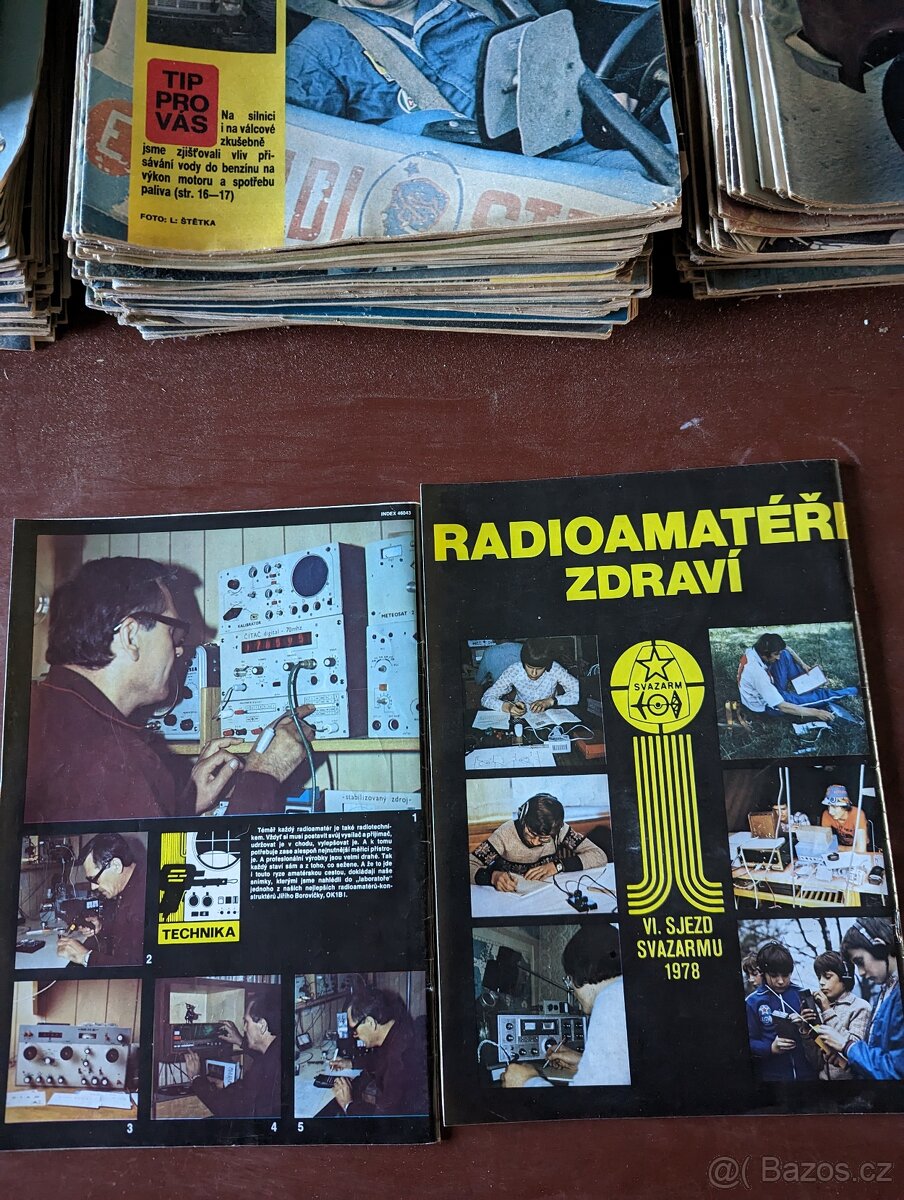 TIP
PRO
VÁS
Na silnici
i na válcové
zkušebně
jsme zjišťovali vliv při-
sávání vody do benzínu na
výkon motoru a spotřebu
paliva (str. 16—17)
FOTO: L: ŠTĚTKA
INDEX 46043
KALIBRÁTOR
METEOSAT - 2
ČÍTAČ digital - 70mhz
-stabilizovaný zdroj-
1
Téměř každý radioamatér je také radiotechni-
kem. Vždyť si musí postavit svůj vysílač a přijímač,
udržovat je v chodu, vylepšovat je. A k tomu
potřebuje zase alespoň nejnutnější měřicí přístro-
je. A profesionální výrobky jsou velmi drahé. Tak
každý staví sám a z toho, co sežene. A že to jde
i touto ryze amatérskou cestou, dokládají naše
snímky, kterými jsme nahlédli do „laboratoře"
jednoho z našich nejlepších radioamatérů-kon-
struktérů Jiřího Borovičky, OK1B I.
TECHNIKA
2
3
4
5
RADIOAMATÉŘI
ZDRAVÍ
SVAZARM
VI. SJEZD
SVAZARMU
1978
@( Bazos.cz